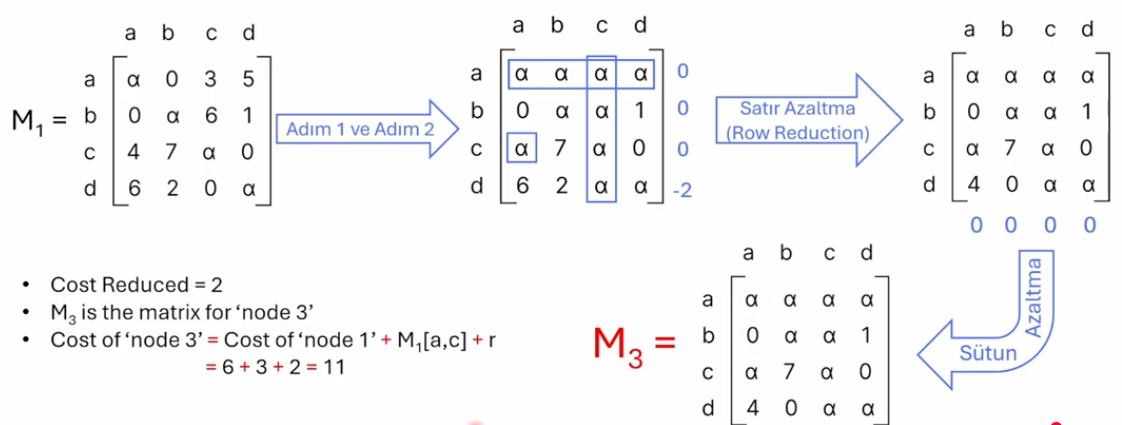 a b c d
a α 0 3 5
M1 = b 0 α 6 1
c 4 7 α 0
d 6 2 0 α
Adım 1 ve Adım 2
a b c d
a α α α α 0
b 0 α α 1 0
c α 7 α 0 0
d 6 2 α α -2
Satır Azaltma
(Row Reduction)
a b c d
a α α α α
b 0 α α 1
c α 7 α 0
d 4 0 α α
0 0 0 0
Sütun Azaltma
• Cost Reduced = 2
• M3 is the matrix for ‘node 3’
• Cost of ‘node 3’ = Cost of ‘node 1’ + M1[a,c] + r
= 6 + 3 + 2 = 11
a b c d
a α α α α
M3 = b 0 α α 1
c α 7 α 0
d 4 0 α α